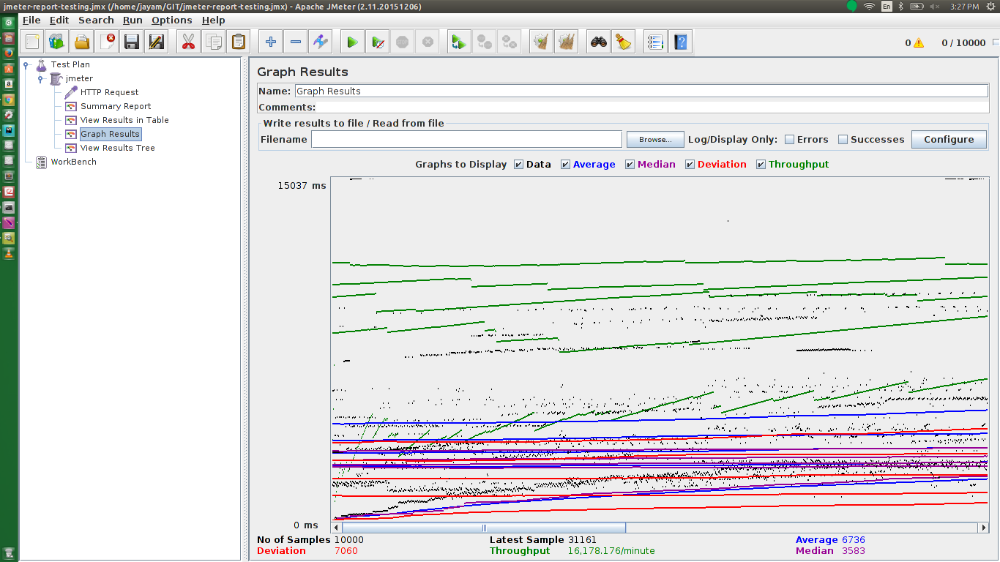 jmeter-report-testing.jmx (/home/jayam/GIT/jmeter-report-testing.jmx) - Apache JMeter (2.11.20151206) En 3:27 PM
File Edit Search Run Options Help
0 0 / 10000
Test Plan
jmeter
HTTP Request
Summary Report
View Results in Table
Graph Results
View Results Tree
WorkBench
Graph Results
Name: Graph Results
Comments:
Write results to file / Read from file
Filename Browse... Log/Display Only: Errors Successes Configure
Graphs to Display Data Average Median Deviation Throughput
15037 ms
0 ms
No of Samples 10000 Latest Sample 31161 Average 6736
Deviation 7060 Throughput 16,178.176/minute Median 3583